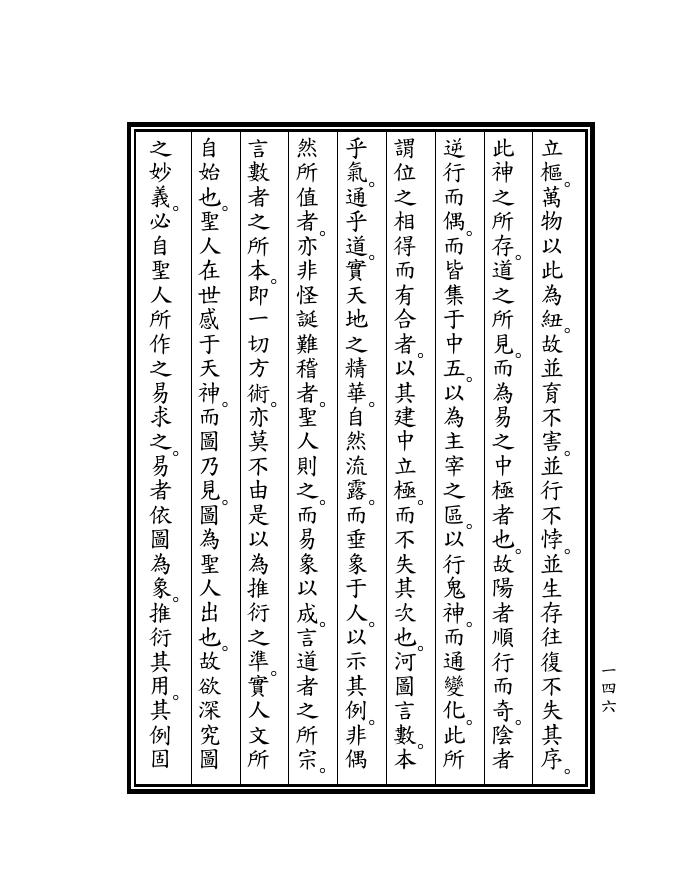 立樞。萬物以此為紐。故並育不害。並行不悖。並生存往復不失其序。
此神之所存。道之所見。而為易之中極者也。故陽者順行而奇。陰者
逆行而偶。而皆集于中五。以為主宰之區。以行鬼神。而通變化。此所
謂位之相得而有合者。以其建中立極。而不失其次也。河圖言數。本
乎氣。通乎道。實天地之精華。自然流露。而垂象于人。以示其例。非偶
然所值者。亦非怪誕難稽者。聖人則之。而易象以成。言道者之所宗。
言數者之所本。即一切方術。亦莫不由是以為推衍之準。實人文所
自始也。聖人在世感于天神。而圖乃見。圖為聖人出也。故欲深究圖
之妙義。必自聖人所作之易求之。易者依圖為象。推衍其用。其例固
一四六